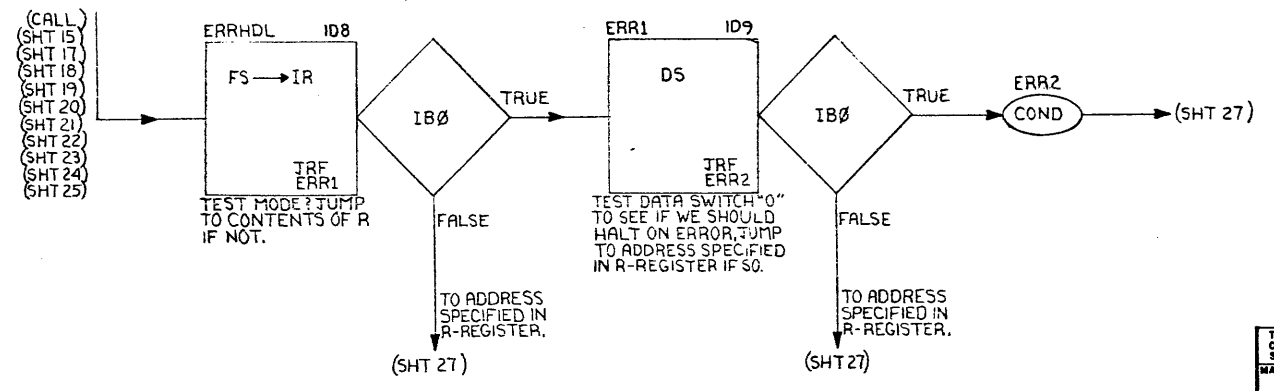 (CALL)
(SHT 15)
(SHT 17)
(SHT 18)
(SHT 19)
(SHT 20)
(SHT 21)
(SHT 22)
(SHT 23)
(SHT 24)
(SHT 25)
ERRHDL 1D8
FS → IR
JRF
ERR1
TEST MODE? JUMP
TO CONTENTS OF R
IF NOT.
IBØ
TRUE
FALSE
TO ADDRESS
SPECIFIED IN
R-REGISTER.
(SHT 27)
ERR1 1D9
DS
JRF
ERR2
TEST DATA SWITCH "0"
TO SEE IF WE SHOULD
HALT ON ERROR, JUMP
TO ADDRESS SPECIFIED
IN R-REGISTER IF SO.
IBØ
TRUE
FALSE
TO ADDRESS
SPECIFIED IN
R-REGISTER.
(SHT27)
ERR2
COND
(SHT 27)